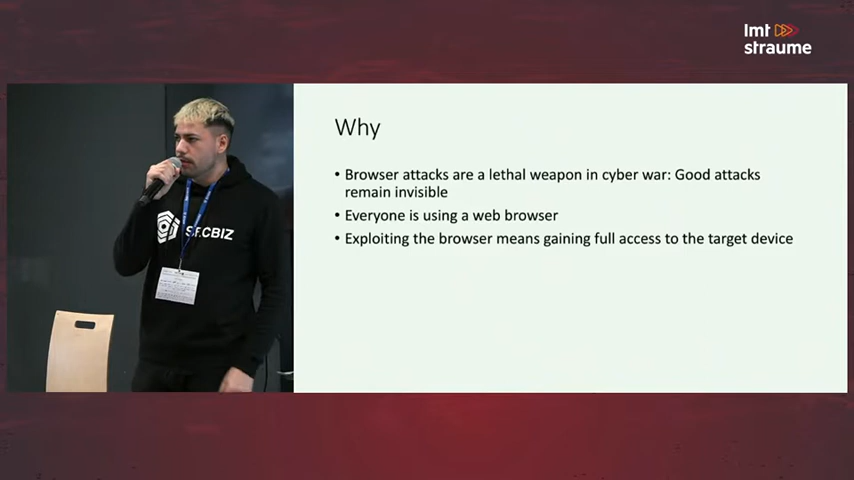 lmt
straume
SECBIZ
Why
• Browser attacks are a lethal weapon in cyber war: Good attacks
remain invisible
• Everyone is using a web browser
• Exploiting the browser means gaining full access to the target device